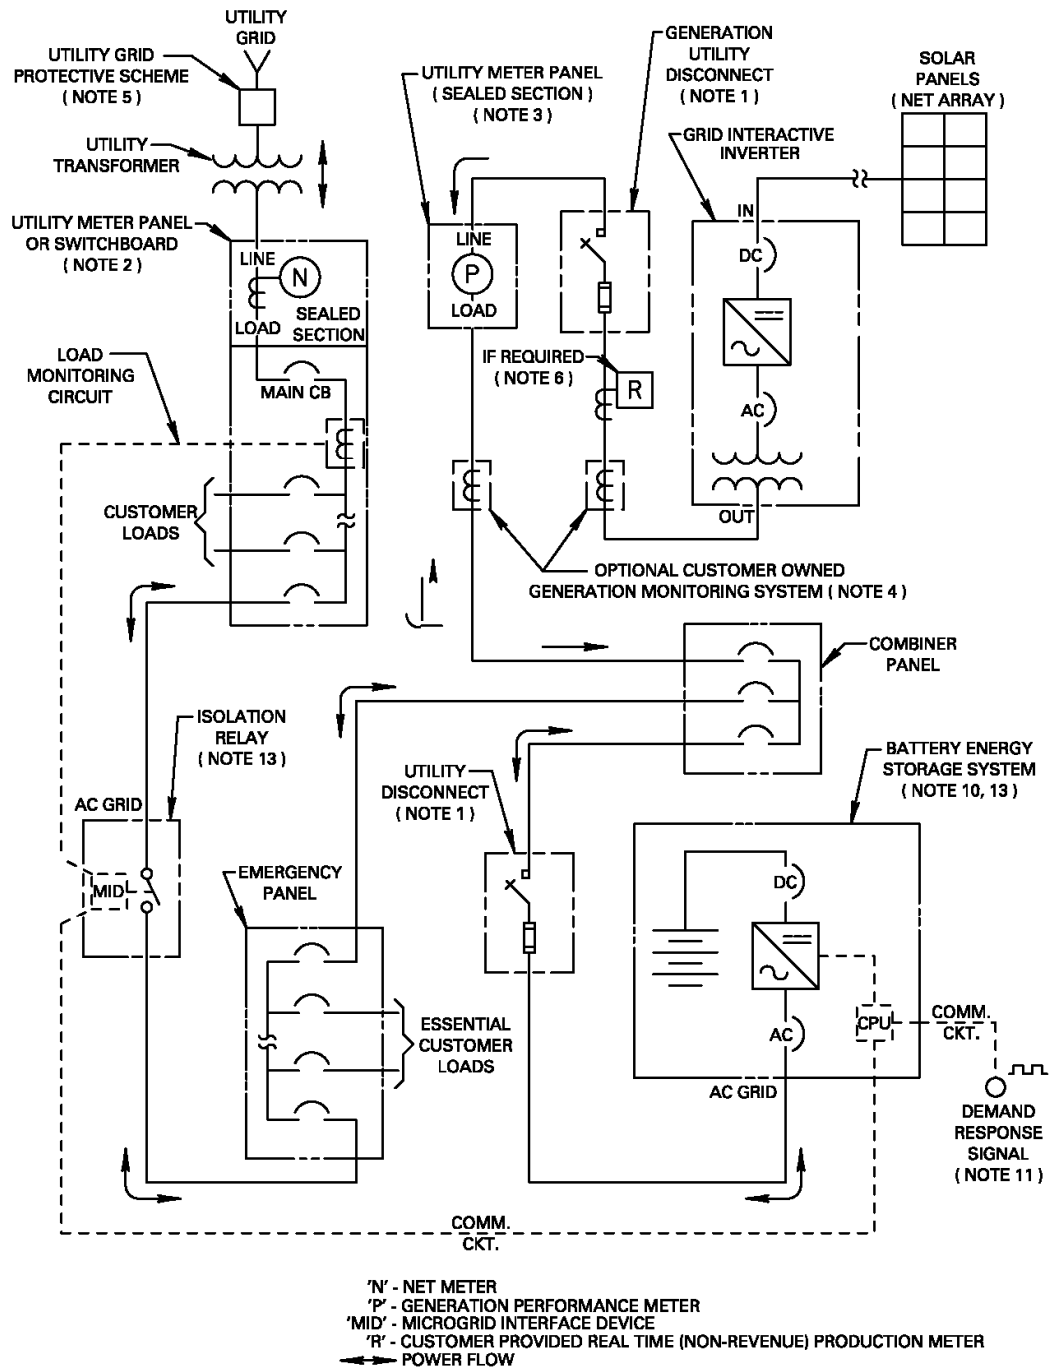 UTILITY
GRID
UTILITY GRID
PROTECTIVE SCHEME
( NOTE 5 )
UTILITY
TRANSFORMER
UTILITY METER PANEL
OR SWITCHBOARD
( NOTE 2 )
LINE
N
LOAD
SEALED
SECTION
LOAD
MONITORING
CIRCUIT
MAIN CB
CUSTOMER
LOADS
UTILITY METER PANEL
( SEALED SECTION )
( NOTE 3 )
LINE
P
LOAD
GENERATION
UTILITY
DISCONNECT
( NOTE 1 )
IF REQUIRED
( NOTE 6 )
R
GRID INTERACTIVE
INVERTER
SOLAR
PANELS
( NET ARRAY )
IN
DC
AC
OUT
OPTIONAL CUSTOMER OWNED
GENERATION MONITORING SYSTEM ( NOTE 4 )
COMBINER
PANEL
ISOLATION
RELAY
( NOTE 13 )
AC GRID
MID
EMERGENCY
PANEL
ESSENTIAL
CUSTOMER
LOADS
UTILITY
DISCONNECT
( NOTE 1 )
BATTERY ENERGY
STORAGE SYSTEM
( NOTE 10, 13 )
DC
AC
CPU
AC GRID
COMM.
CKT.
DEMAND
RESPONSE
SIGNAL
( NOTE 11 )
COMM.
CKT.
'N' - NET METER
'P' - GENERATION PERFORMANCE METER
'MID' - MICROGRID INTERFACE DEVICE
'R' - CUSTOMER PROVIDED REAL TIME (NON-REVENUE) PRODUCTION METER
POWER FLOW